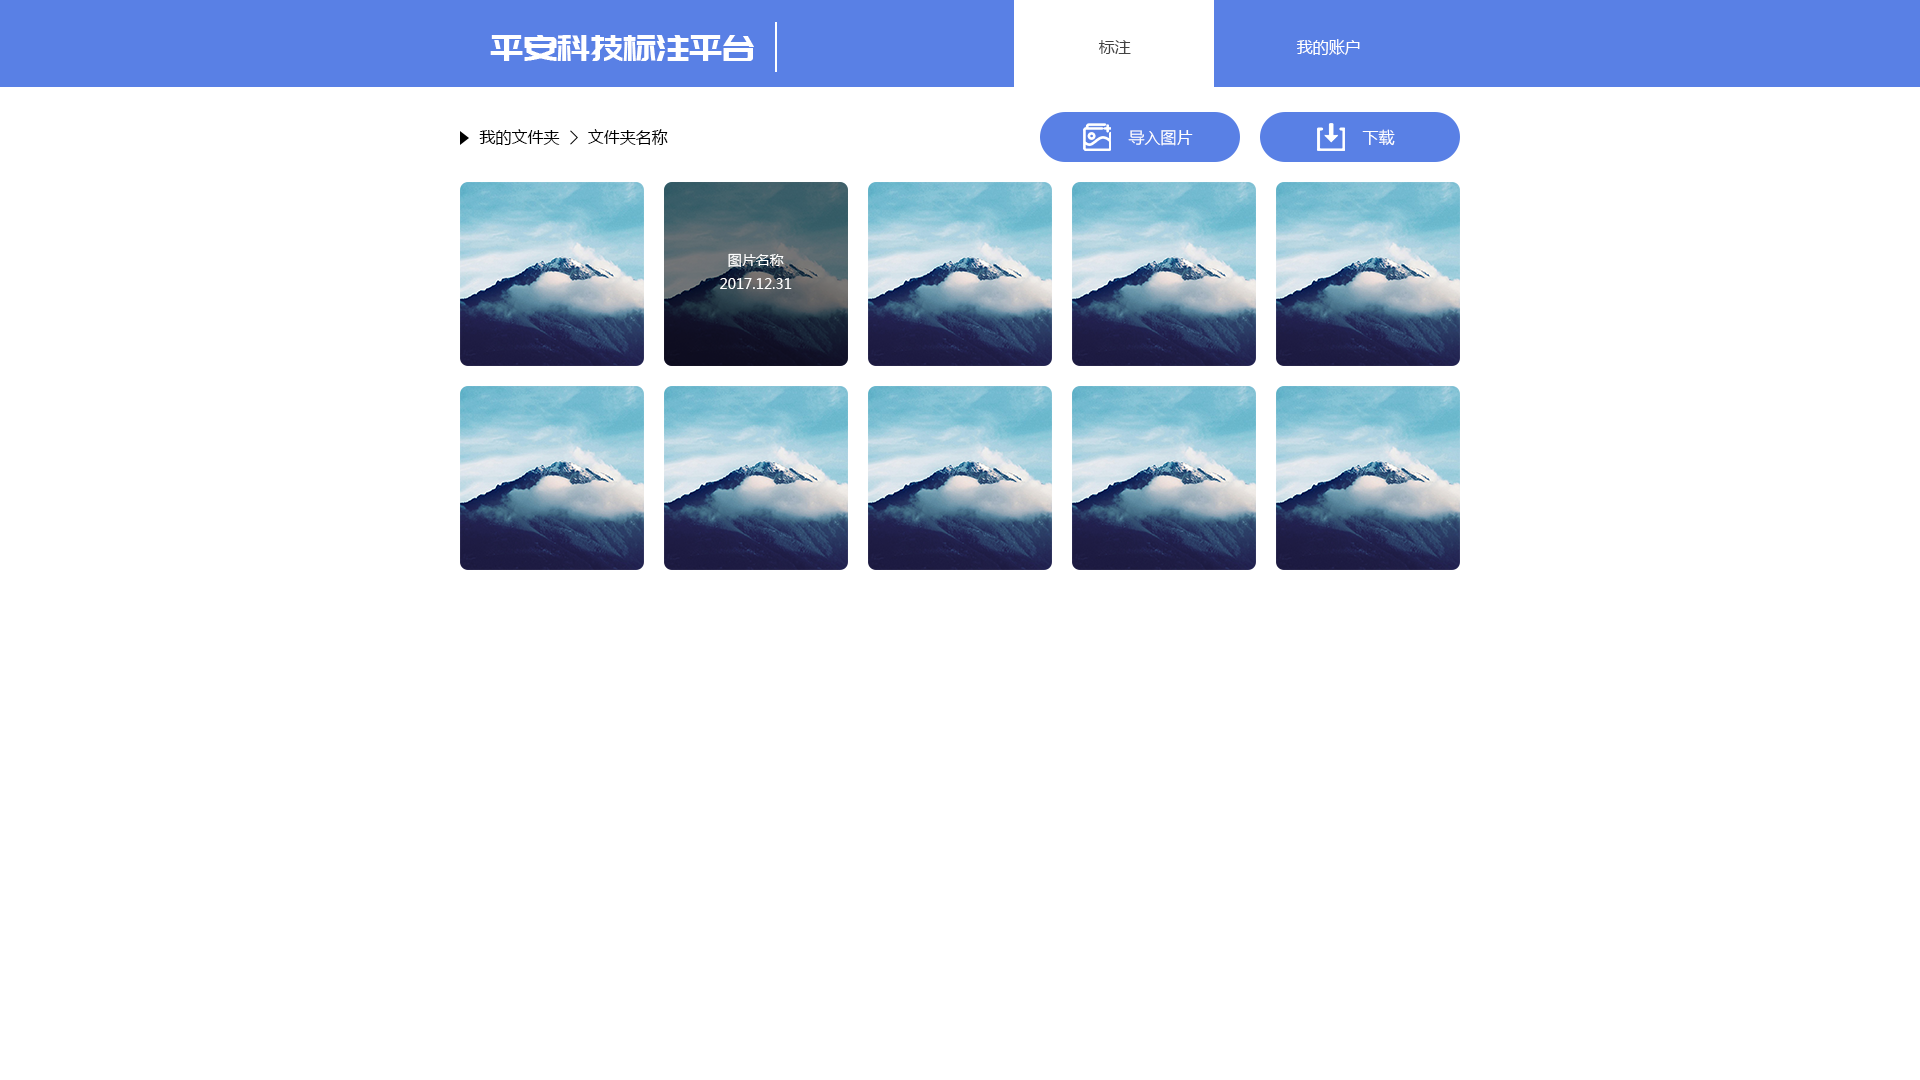 平安科技标注平台
标注
我的账户
我的文件夹 > 文件夹名称
导入图片
下载
图片名称
2017.12.31